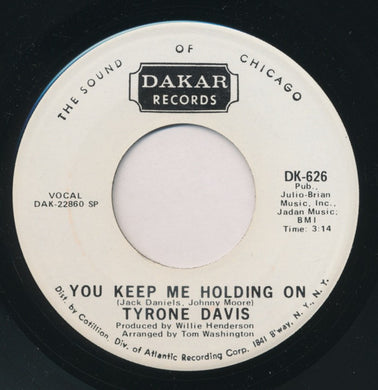 THE SOUND OF CHICAGO
DAKAR
RECORDS
VOCAL
DAK-22860 SP
DK-626
Pub.,
Julio-Brian
Music, Inc.,
Jadan Music;
BMI
Time: 3:14
YOU KEEP ME HOLDING ON
(Jack Daniels, Johnny Moore)
TYRONE DAVIS
Produced by Willie Henderson
Arranged by Tom Washington
Dist. by Cotillion, Div. of Atlantic Recording Corp. 1841 B'way, N. Y., N. Y.